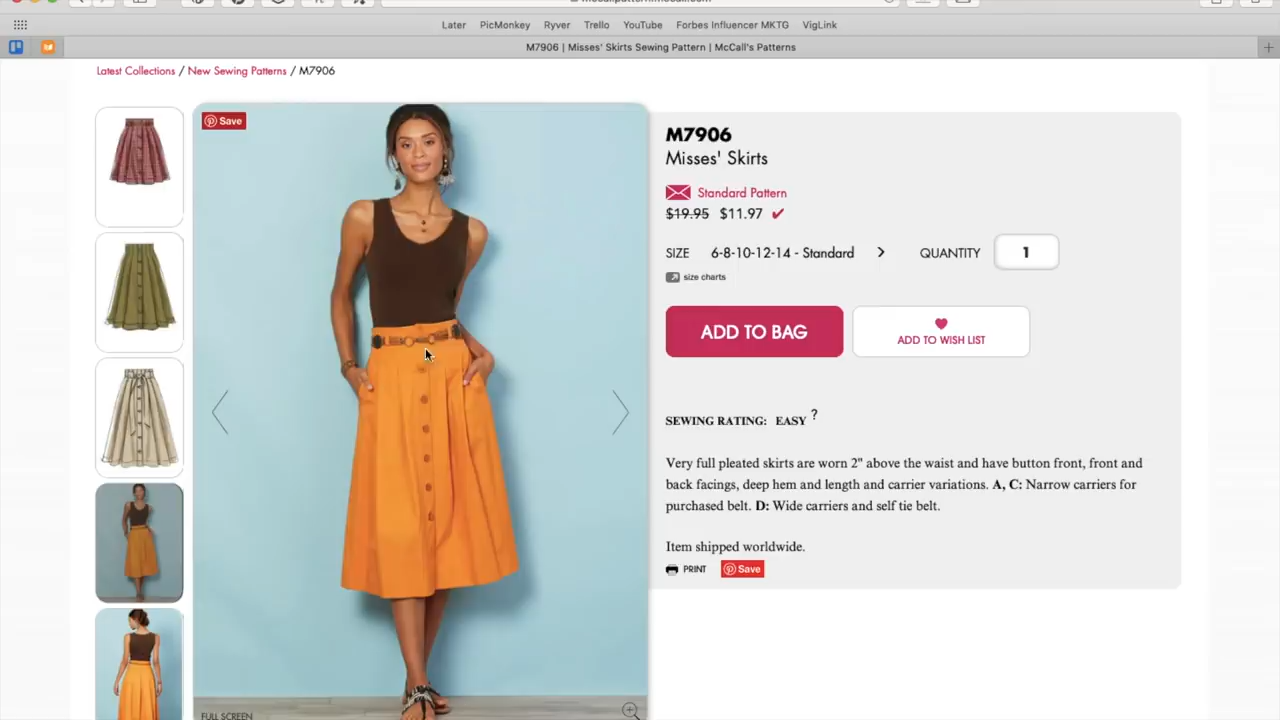 Later PicMonkey Ryver Trello YouTube Forbes Influencer MKTG VigLink
M7906 | Misses' Skirts Sewing Pattern | McCall's Patterns
Latest Collections / New Sewing Patterns / M7906
Save
M7906
Misses' Skirts
Standard Pattern
$19.95 $11.97
SIZE 6-8-10-12-14 - Standard > QUANTITY 1
size charts
ADD TO BAG
ADD TO WISH LIST
SEWING RATING: EASY ?
Very full pleated skirts are worn 2" above the waist and have button front, front and
back facings, deep hem and length and carrier variations. A, C: Narrow carriers for
purchased belt. D: Wide carriers and self tie belt.
Item shipped worldwide.
PRINT Save
FULL SCREEN